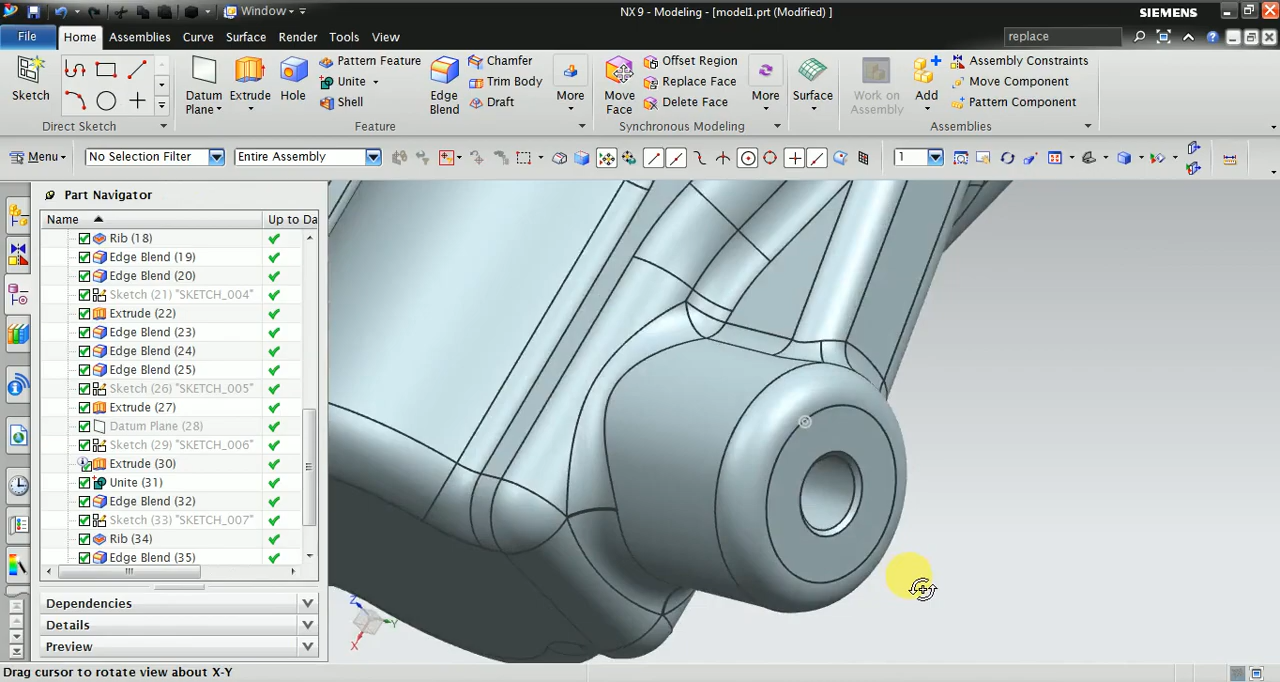 Window
NX 9 - Modeling - [model1.prt (Modified) ]
SIEMENS
File
Home
Assemblies
Curve
Surface
Render
Tools
View
replace
Sketch
Direct Sketch
Datum Plane
Extrude
Hole
Pattern Feature
Unite
Shell
Edge Blend
Chamfer
Trim Body
Draft
More
Feature
Move Face
Offset Region
Replace Face
Delete Face
More
Synchronous Modeling
Surface
Work on Assembly
Add
Assembly Constraints
Move Component
Pattern Component
Assemblies
Menu
No Selection Filter
Entire Assembly
1
Part Navigator
Name
Up to Da
Rib (18)
Edge Blend (19)
Edge Blend (20)
Sketch (21) "SKETCH_004"
Extrude (22)
Edge Blend (23)
Edge Blend (24)
Edge Blend (25)
Sketch (26) "SKETCH_005"
Extrude (27)
Datum Plane (28)
Sketch (29) "SKETCH_006"
Extrude (30)
Unite (31)
Edge Blend (32)
Sketch (33) "SKETCH_007"
Rib (34)
Edge Blend (35)
Dependencies
Details
Preview
Z
Y
X
Drag cursor to rotate view about X-Y